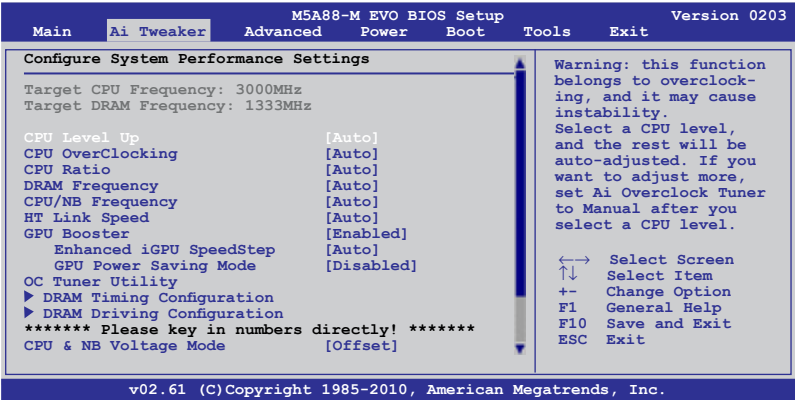 M5A88-M EVO BIOS Setup Version 0203
Main Ai Tweaker Advanced Power Boot Tools Exit
Configure System Performance Settings
Target CPU Frequency: 3000MHz
Target DRAM Frequency: 1333MHz
CPU Level Up [Auto]
CPU OverClocking [Auto]
CPU Ratio [Auto]
DRAM Frequency [Auto]
CPU/NB Frequency [Auto]
HT Link Speed [Auto]
GPU Booster [Enabled]
Enhanced iGPU SpeedStep [Auto]
GPU Power Saving Mode [Disabled]
OC Tuner Utility
DRAM Timing Configuration
DRAM Driving Configuration
******* Please key in numbers directly! *******
CPU & NB Voltage Mode [Offset]
Warning: this function
belongs to overclock-
ing, and it may cause
instability.
Select a CPU level,
and the rest will be
auto-adjusted. If you
want to adjust more,
set Ai Overclock Tuner
to Manual after you
select a CPU level.
←→ Select Screen
↑↓ Select Item
+- Change Option
F1 General Help
F10 Save and Exit
ESC Exit
v02.61 (C)Copyright 1985-2010, American Megatrends, Inc.